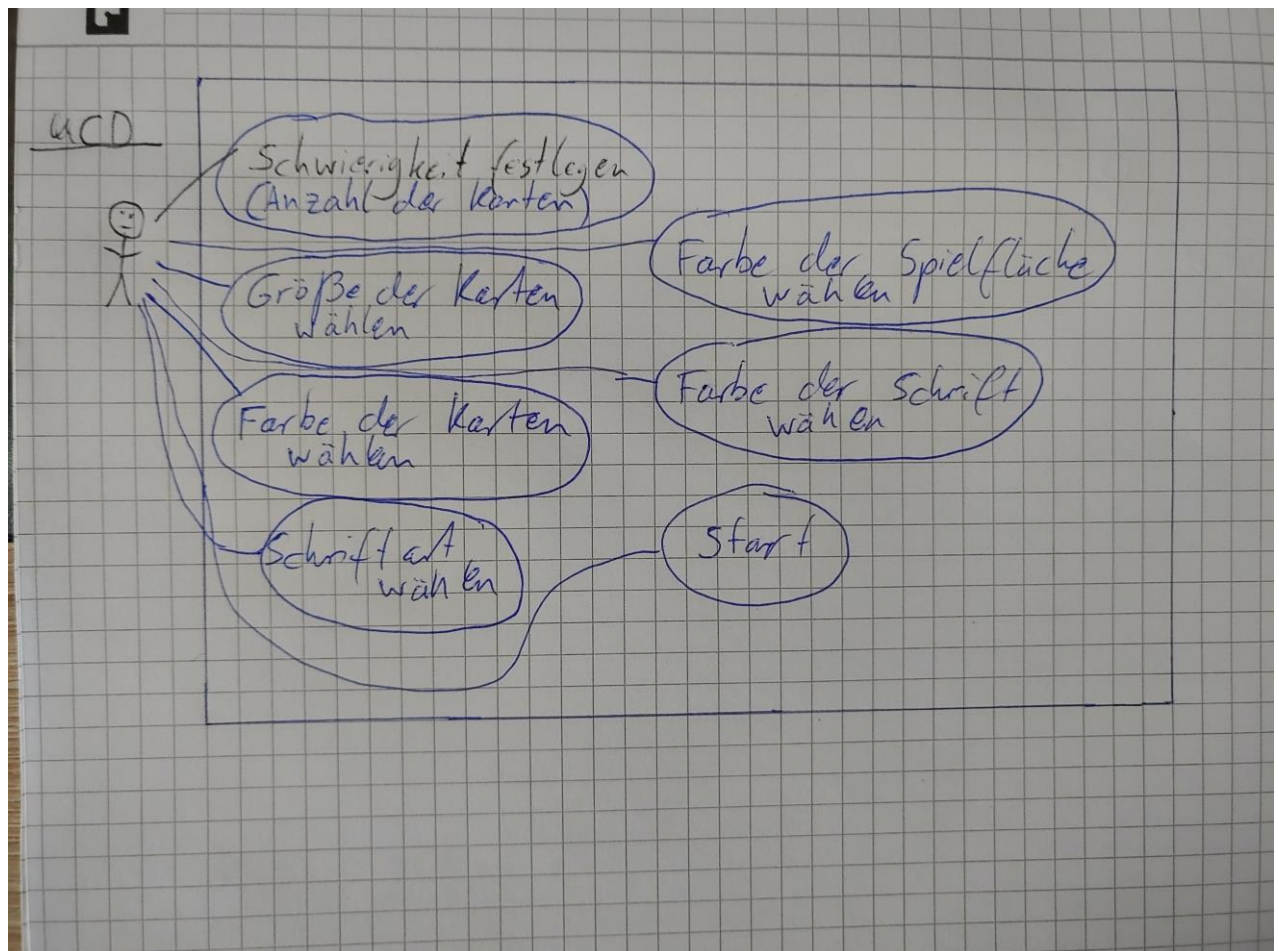 UCD
Schwierigkeit festlegen
(Anzahl der Karten)
Farbe der Spielfläche
wählen
Größe der Karten
wählen
Farbe der Schrift
wählen
Farbe der Karten
wählen
Schriftart
wählen
Start